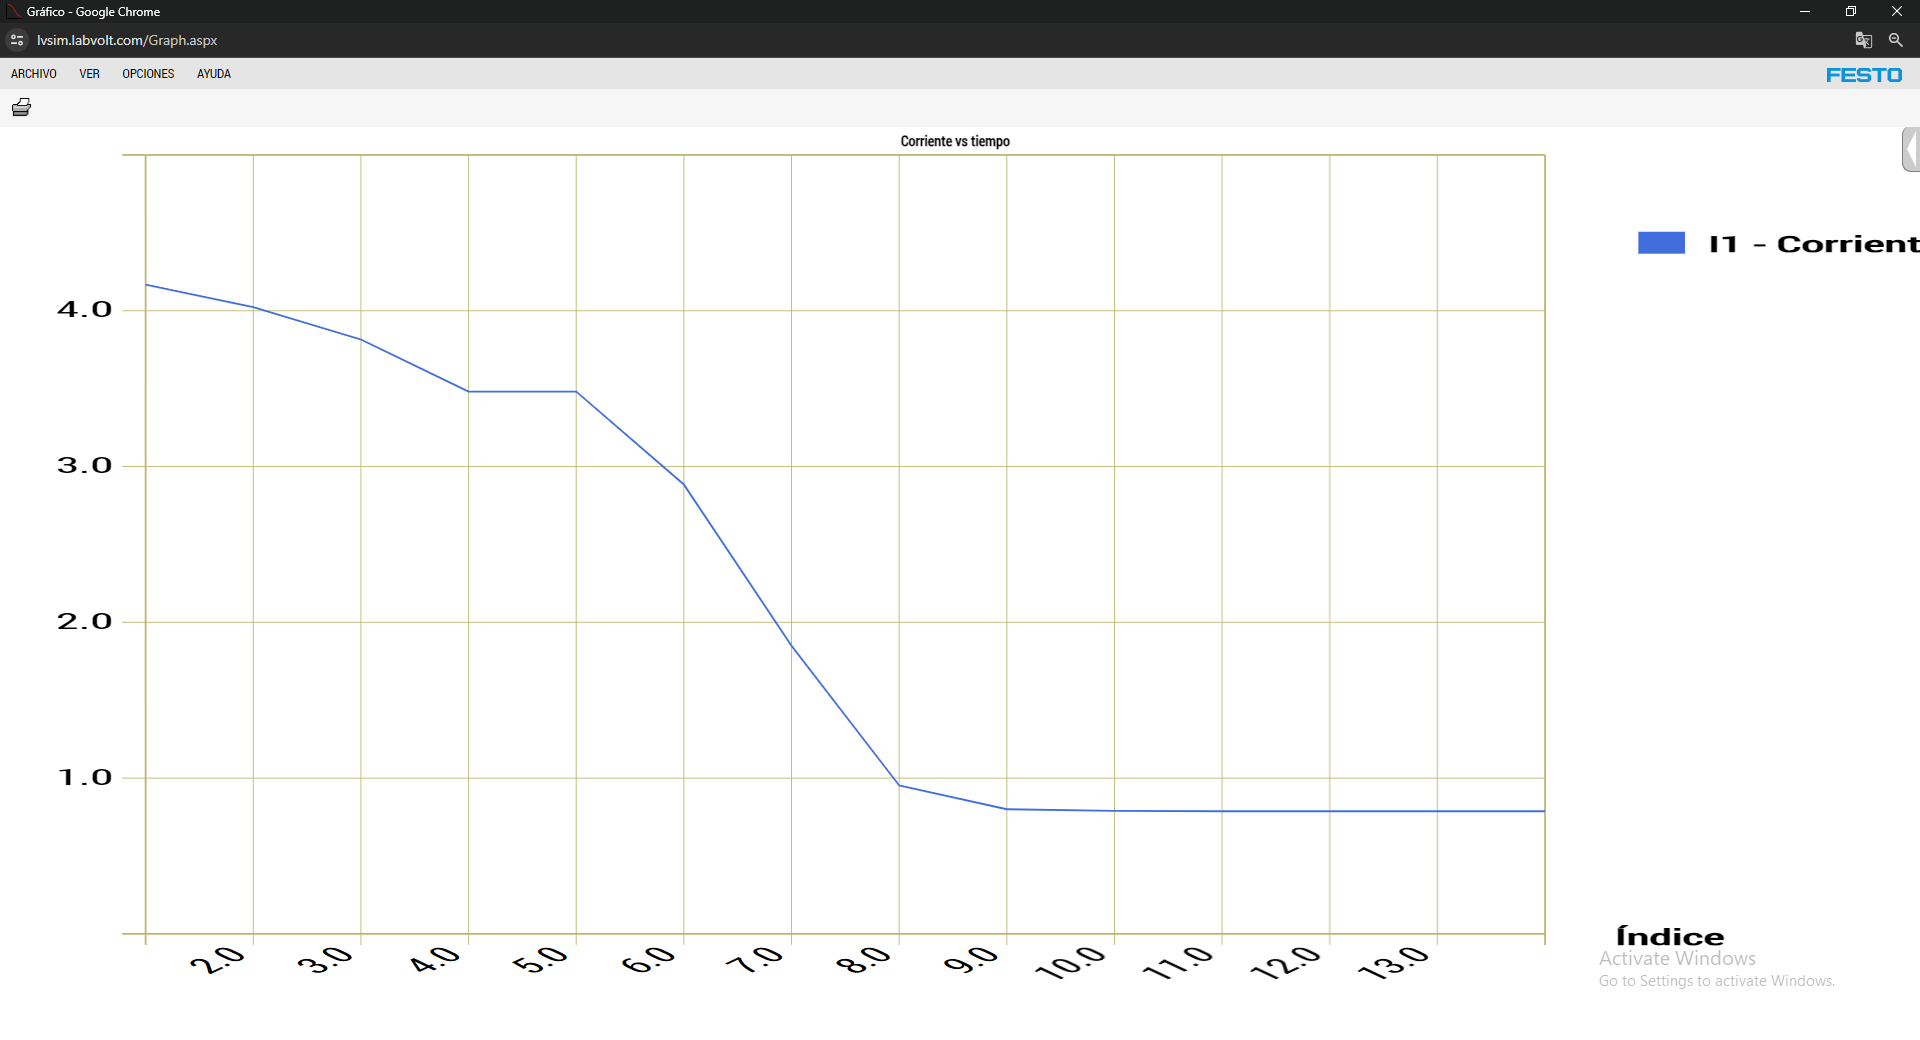 Gráfico - Google Chrome
lvsim.labvolt.com/Graph.aspx
ARCHIVO VER OPCIONES AYUDA
FESTO
Corriente vs tiempo
I1 - Corrient
4.0
3.0
2.0
1.0
2.0 3.0 4.0 5.0 6.0 7.0 8.0 9.0 10.0 11.0 12.0 13.0
Índice
Activate Windows
Go to Settings to activate Windows.